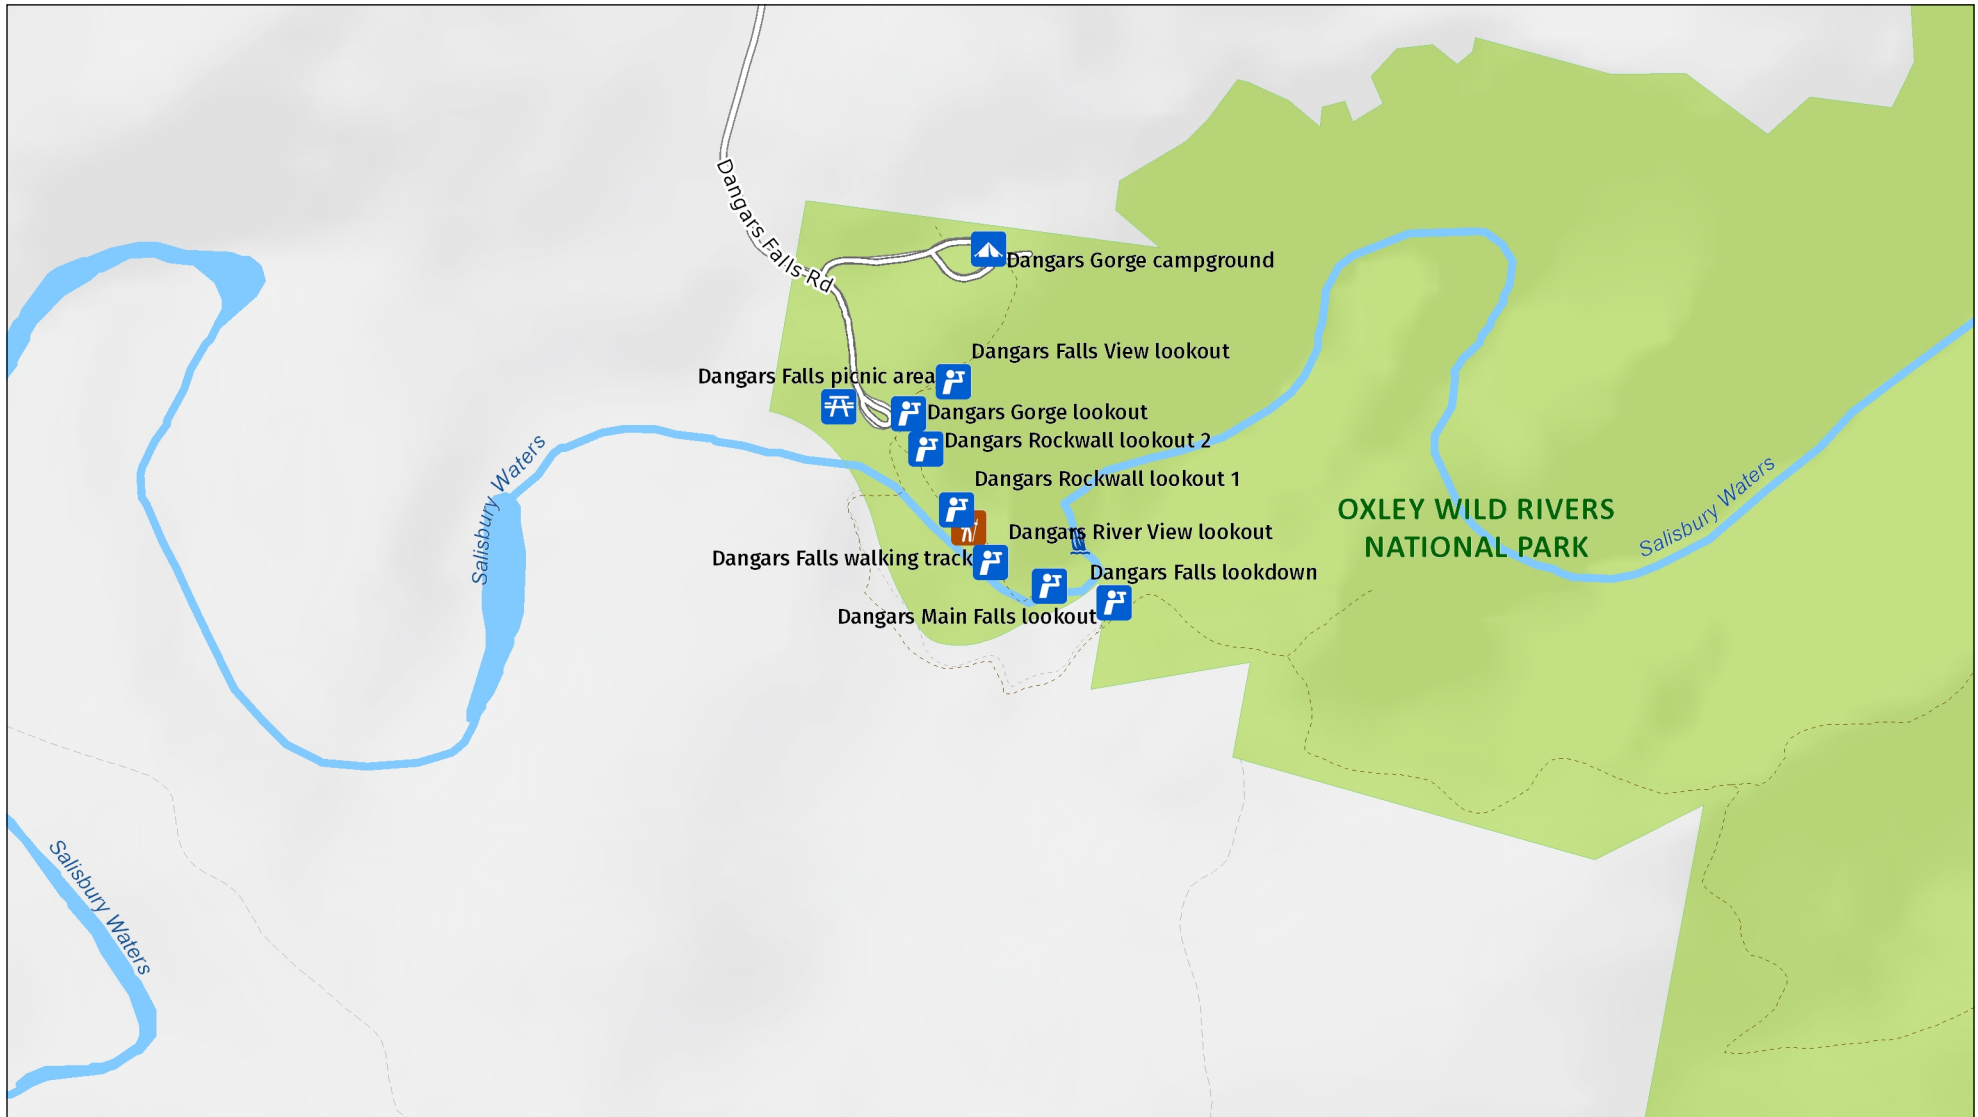 Dangars Falls Rd
Dangars Gorge campground
Dangars Falls View lookout
Dangars Falls picnic area
Dangars Gorge lookout
Dangars Rockwall lookout 2
Salisbury Waters
Dangars Rockwall lookout 1
OXLEY WILD RIVERS
NATIONAL PARK
Salisbury Waters
Dangars River View lookout
Dangars Falls walking track
Dangars Falls lookdown
Dangars Main Falls lookout
Salisbury Waters